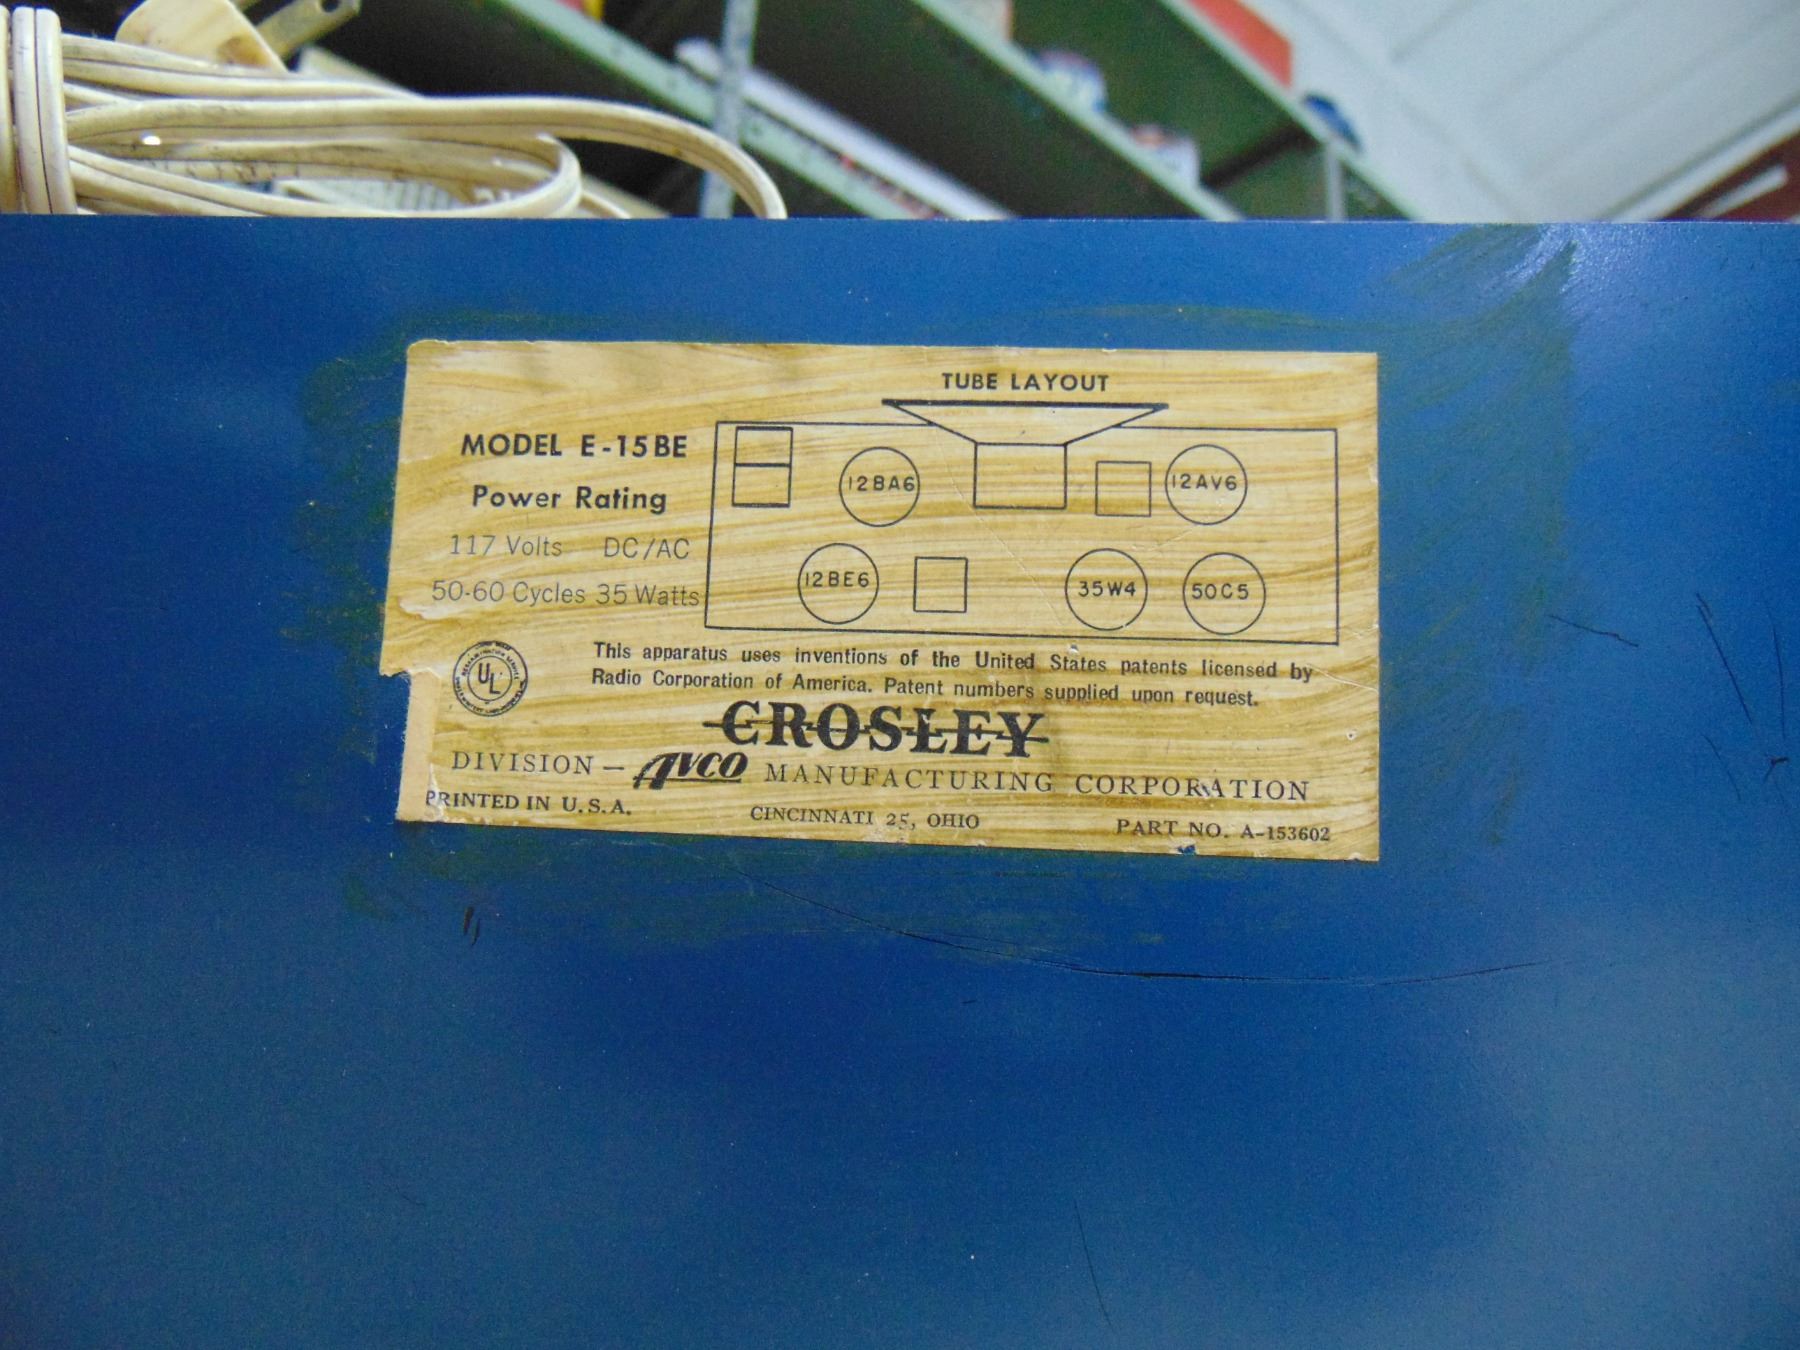 TUBE LAYOUT
MODEL E-15BE
Power Rating
117 Volts DC/AC
50-60 Cycles 35 Watts
12BA6 12AV6
12BE6 35W4 50C5
UL
This apparatus uses inventions of the United States patents licensed by
Radio Corporation of America. Patent numbers supplied upon request.
CROSLEY
DIVISION - AVCO MANUFACTURING CORPORATION
PRINTED IN U.S.A. CINCINNATI 25, OHIO PART NO. A-153602